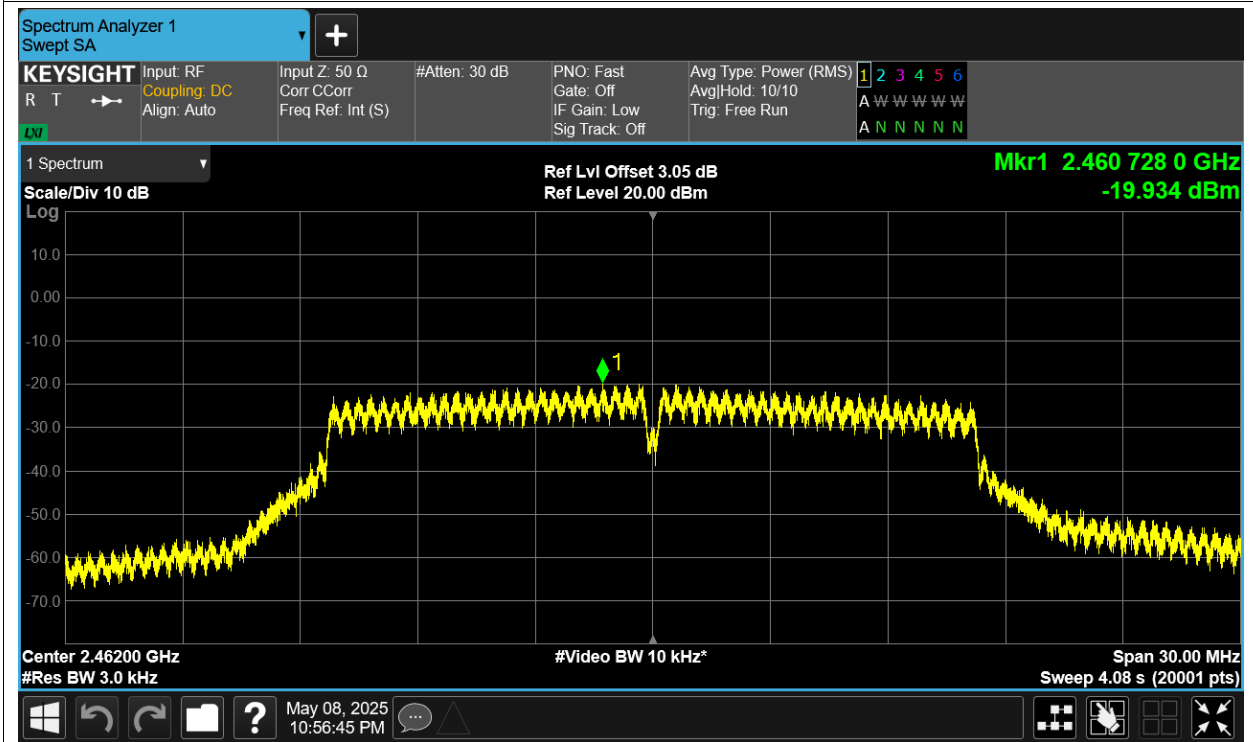 Spectrum Analyzer 1
Swept SA
+
KEYSIGHT
R T
LXI
Input: RF
Coupling: DC
Align: Auto
Input Z: 50 Ω
Corr CCorr
Freq Ref: Int (S)
#Atten: 30 dB
PNO: Fast
Gate: Off
IF Gain: Low
Sig Track: Off
Avg Type: Power (RMS)
Avg|Hold: 10/10
Trig: Free Run
1 2 3 4 5 6
A W W W W W
A N N N N N
1 Spectrum
Scale/Div 10 dB
Log
Ref Lvl Offset 3.05 dB
Ref Level 20.00 dBm
Mkr1 2.460 728 0 GHz
-19.934 dBm
10.0
0.00
-10.0
-20.0
-30.0
-40.0
-50.0
-60.0
-70.0
1
Center 2.46200 GHz
#Res BW 3.0 kHz
#Video BW 10 kHz*
Span 30.00 MHz
Sweep 4.08 s (20001 pts)
?
May 08, 2025
10:56:45 PM